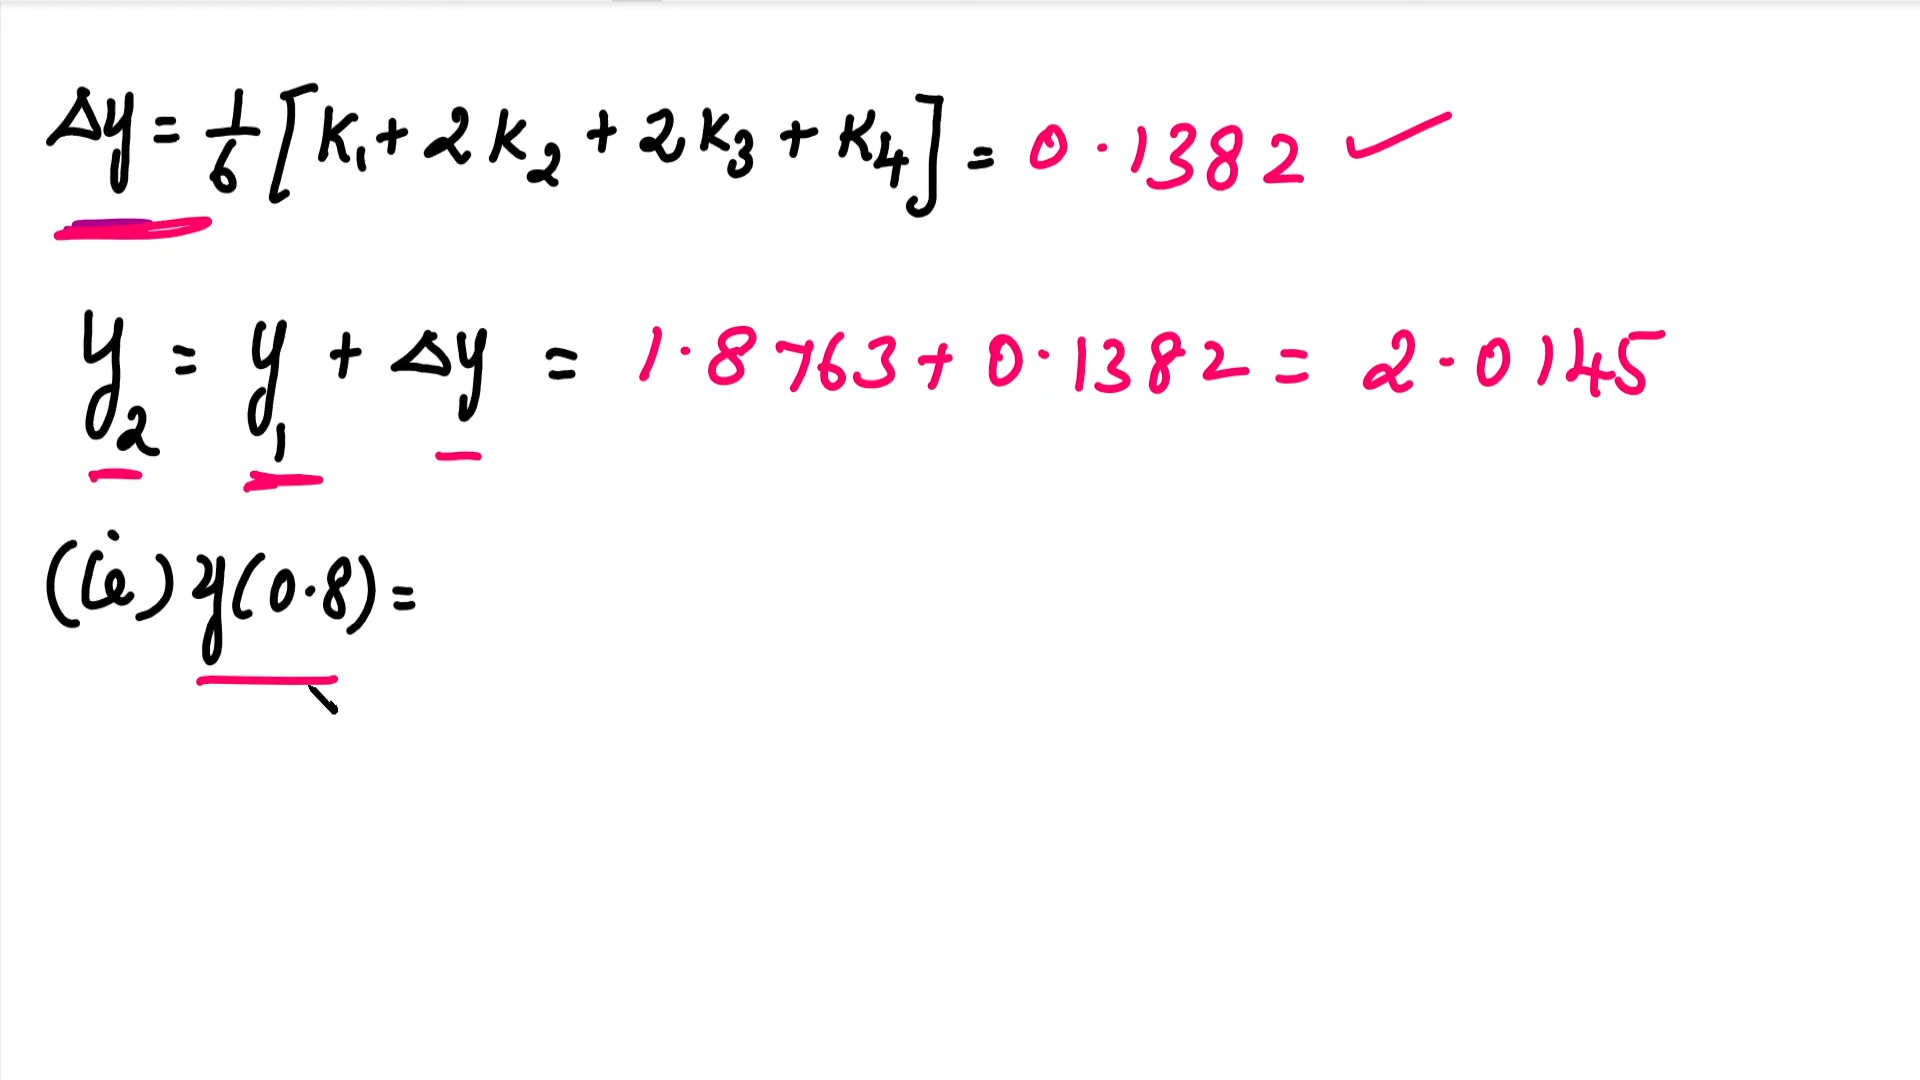 Δy = 1/6 [K₁ + 2K₂ + 2K₃ + K₄] = 0.1382 ✓
y₂ = y₁ + Δy = 1.8763 + 0.1382 = 2.0145
(ie) y(0.8) =